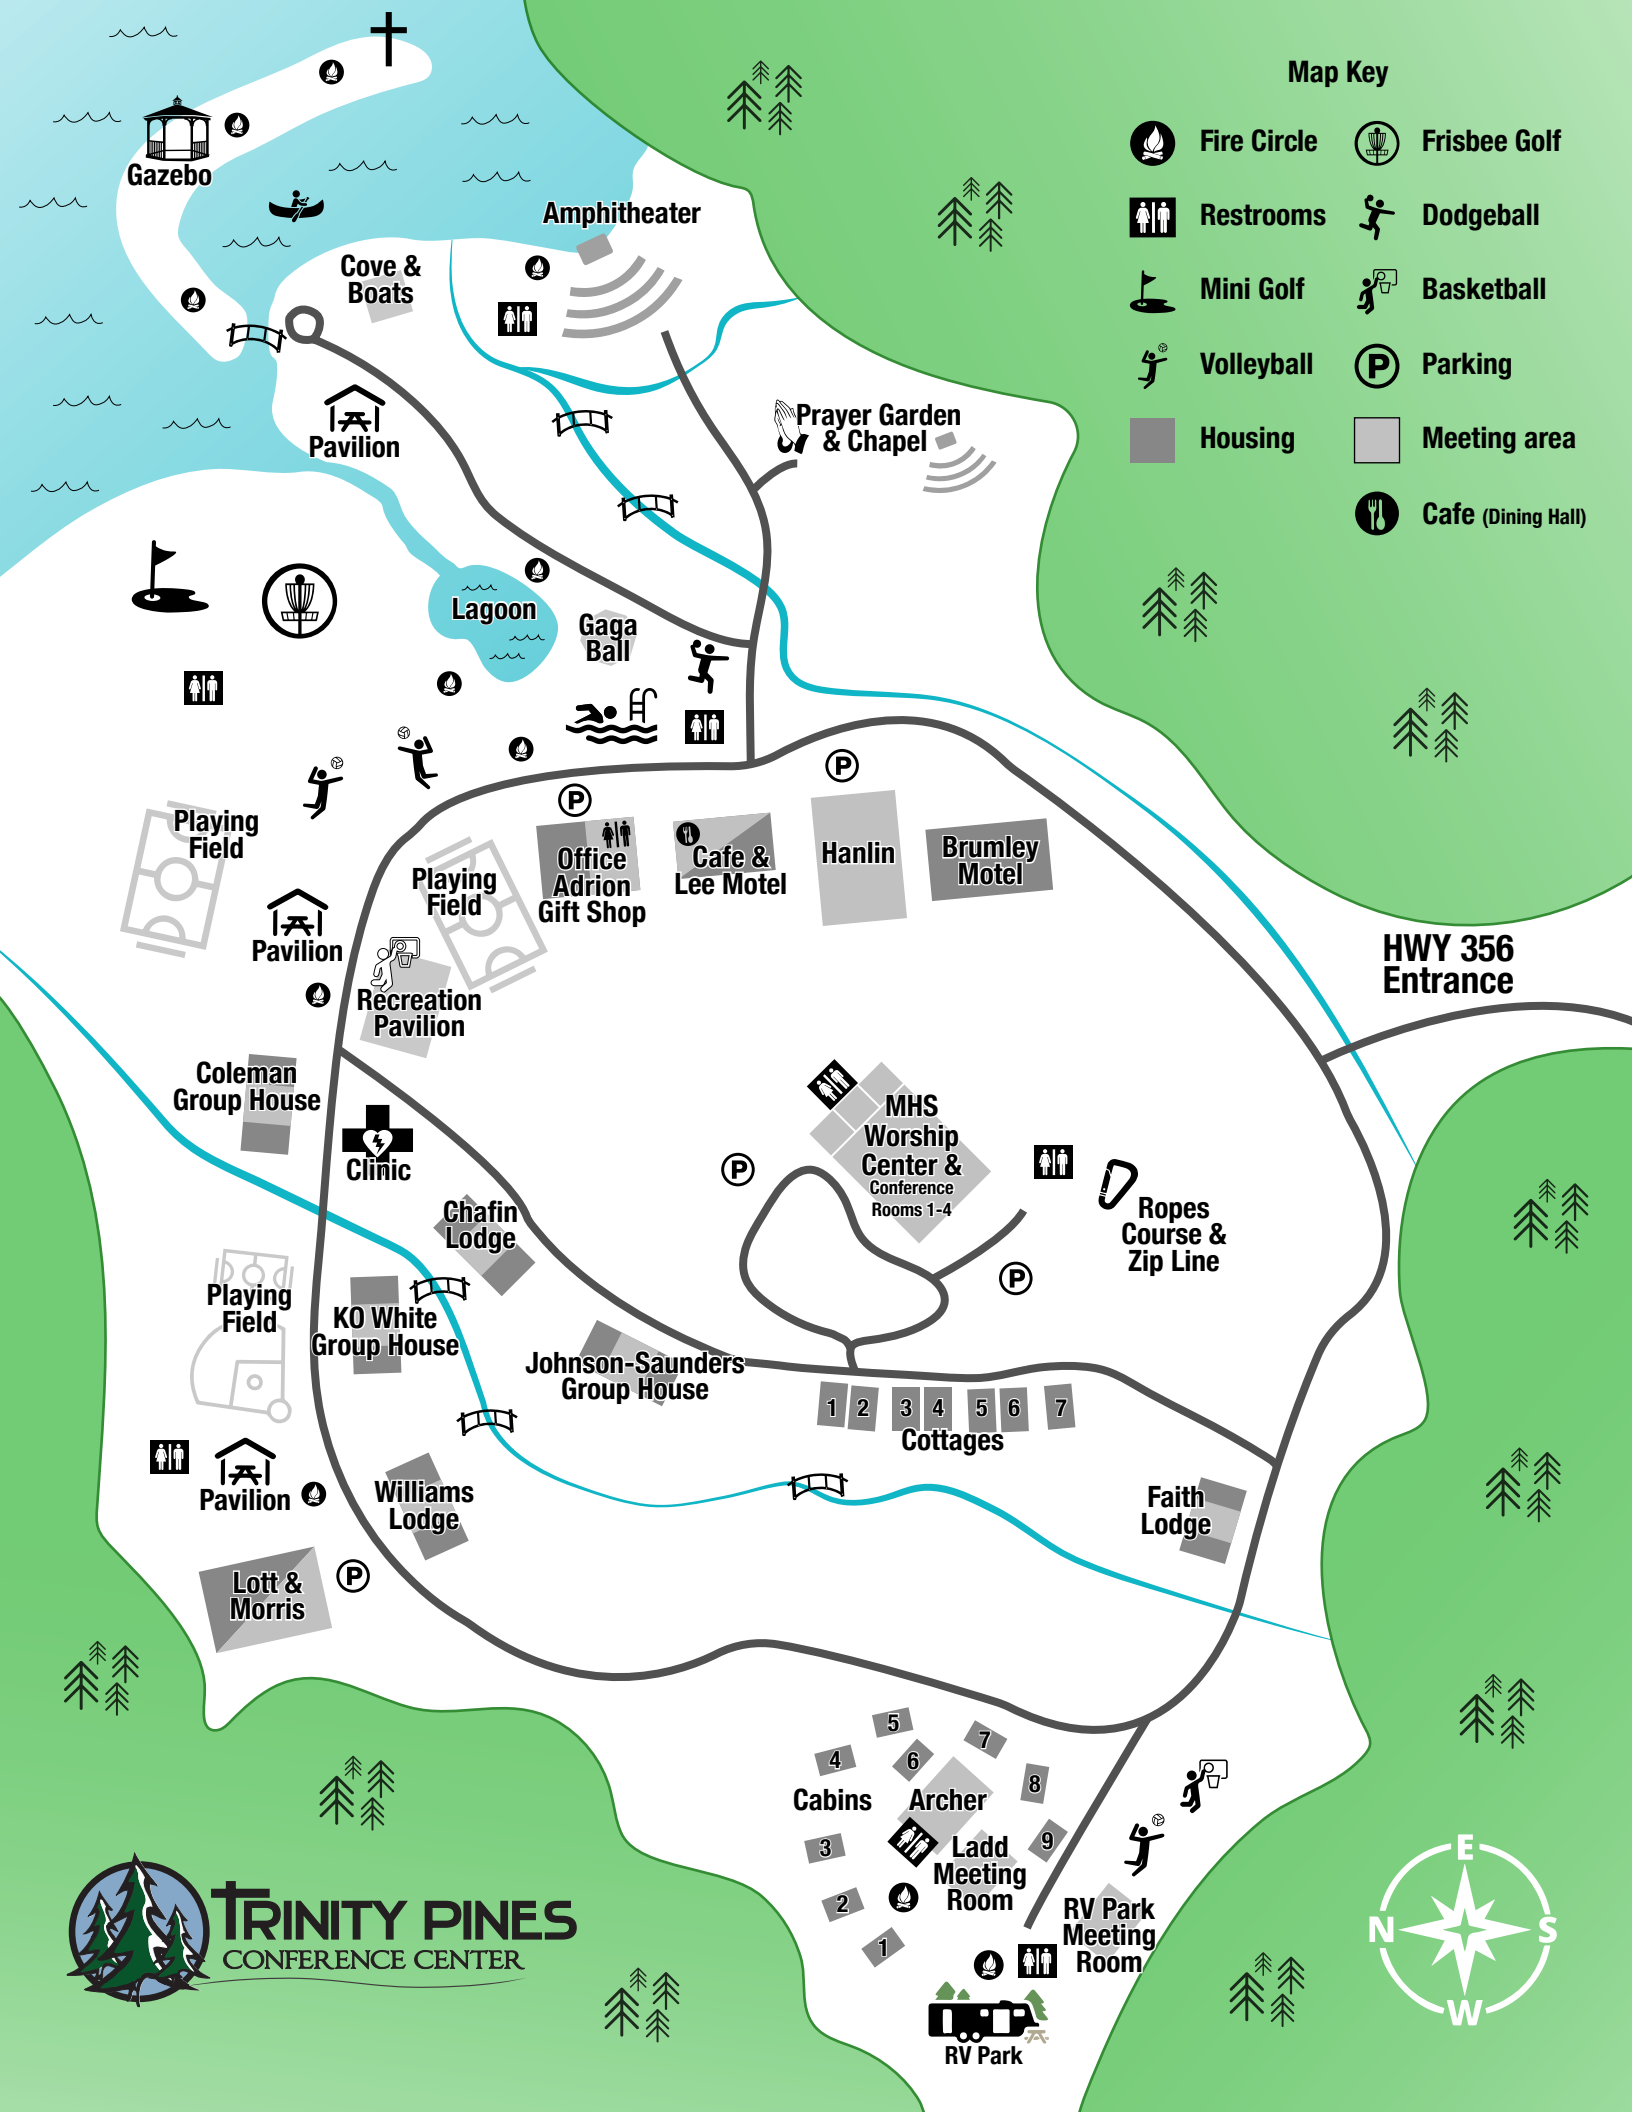 Map Key
Fire Circle
Frisbee Golf
Restrooms
Dodgeball
Mini Golf
Basketball
Volleyball
P
Parking
Housing
Meeting area
Cafe (Dining Hall)
Gazebo
Amphitheater
Cove &
Boats
Pavilion
Prayer Garden
& Chapel
Lagoon
Gaga
Ball
P
P
Playing
Field
Playing
Field
Office
Adrion
Gift Shop
Cafe &
Lee Motel
Hanlin
Brumley
Motel
Pavilion
Recreation
Pavilion
HWY 356
Entrance
Coleman
Group House
Clinic
MHS
Worship
Center &
Conference
Rooms 1-4
P
P
Ropes
Course &
Zip Line
Chafin
Lodge
Playing
Field
KO White
Group House
Johnson-Saunders
Group House
1
2
3
4
5
6
7
Cottages
Pavilion
Williams
Lodge
Faith
Lodge
Lott &
Morris
P
5
7
4
6
8
Cabins
Archer
3
9
Ladd
Meeting
Room
2
1
RV Park
Meeting
Room
RV Park
TRINITY PINES
CONFERENCE CENTER
E
N
S
W